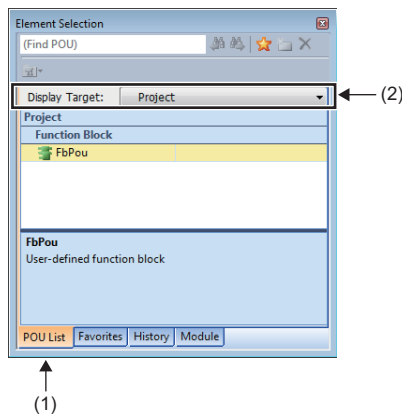 Element Selection
(Find POU)
Display Target: Project
(2)
Project
Function Block
FbPou
FbPou
User-defined function block
POU List Favorites History Module
(1)